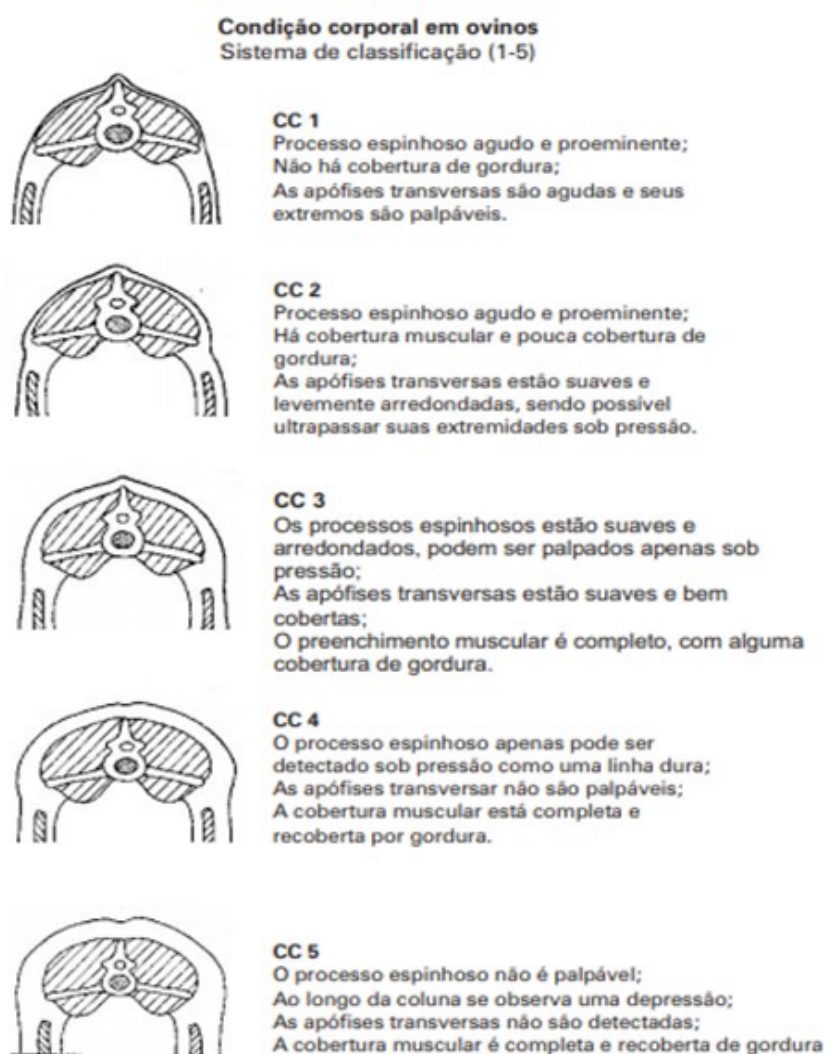 Condição corporal em ovinos
Sistema de classificação (1-5)
CC 1
Processo espinhoso agudo e proeminente;
Não há cobertura de gordura;
As apófises transversas são agudas e seus
extremos são palpáveis.
CC 2
Processo espinhoso agudo e proeminente;
Há cobertura muscular e pouca cobertura de
gordura;
As apófises transversas estão suaves e
levemente arredondadas, sendo possível
ultrapassar suas extremidades sob pressão.
CC 3
Os processos espinhosos estão suaves e
arredondados, podem ser palpados apenas sob
pressão;
As apófises transversas estão suaves e bem
cobertas;
O preenchimento muscular é completo, com alguma
cobertura de gordura.
CC 4
O processo espinhoso apenas pode ser
detectado sob pressão como uma linha dura;
As apófises transversar não são palpáveis;
A cobertura muscular está completa e
recoberta por gordura.
CC 5
O processo espinhoso não é palpável;
Ao longo da coluna se observa uma depressão;
As apófises transversas não são detectadas;
A cobertura muscular é completa e recoberta de gordura